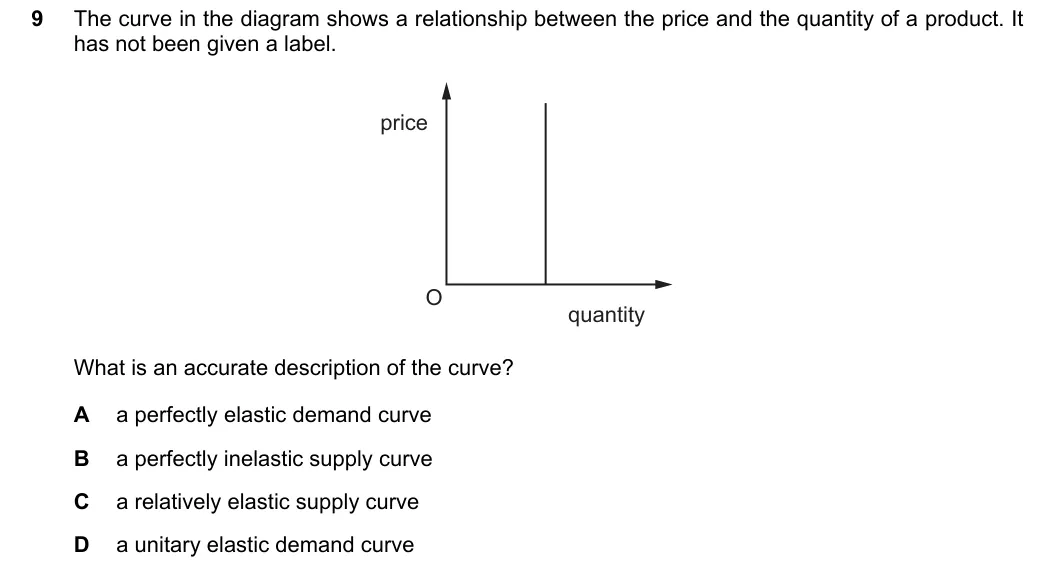 9 The curve in the diagram shows a relationship between the price and the quantity of a product. It
has not been given a label.
price
O
quantity
What is an accurate description of the curve?
A a perfectly elastic demand curve
B a perfectly inelastic supply curve
C a relatively elastic supply curve
D a unitary elastic demand curve